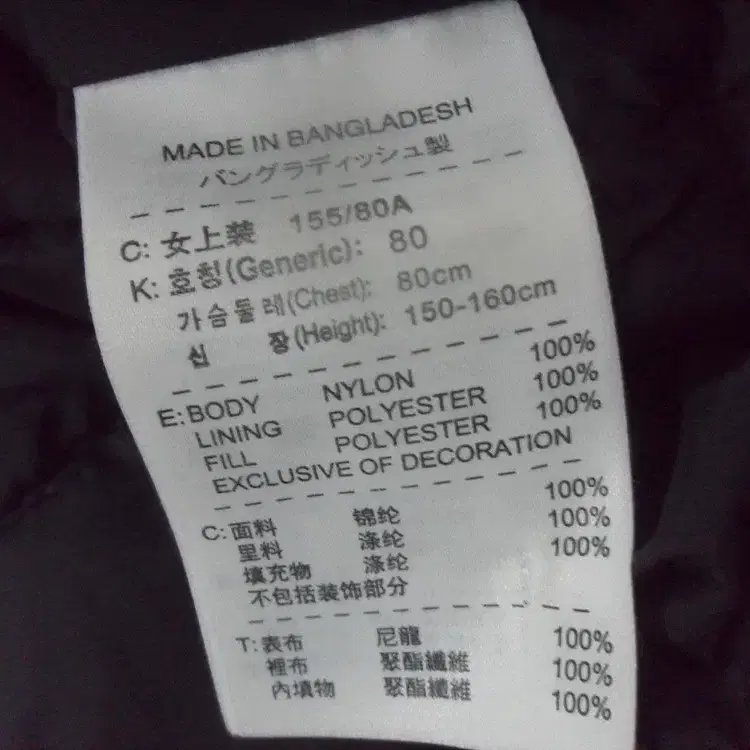 MADE IN BANGLADESH
バングラディッシュ製
C: 女上装 155/80A
K: 호칭(Generic): 80
가슴둘레(Chest): 80cm
신 장(Height): 150-160cm
E: BODY NYLON 100%
LINING POLYESTER 100%
FILL POLYESTER 100%
EXCLUSIVE OF DECORATION
C: 面料 锦纶 100%
里料 涤纶 100%
填充物 涤纶 100%
不包括装饰部分
T: 表布 尼龍 100%
裡布 聚酯纖維 100%
內填物 聚酯纖維 100%